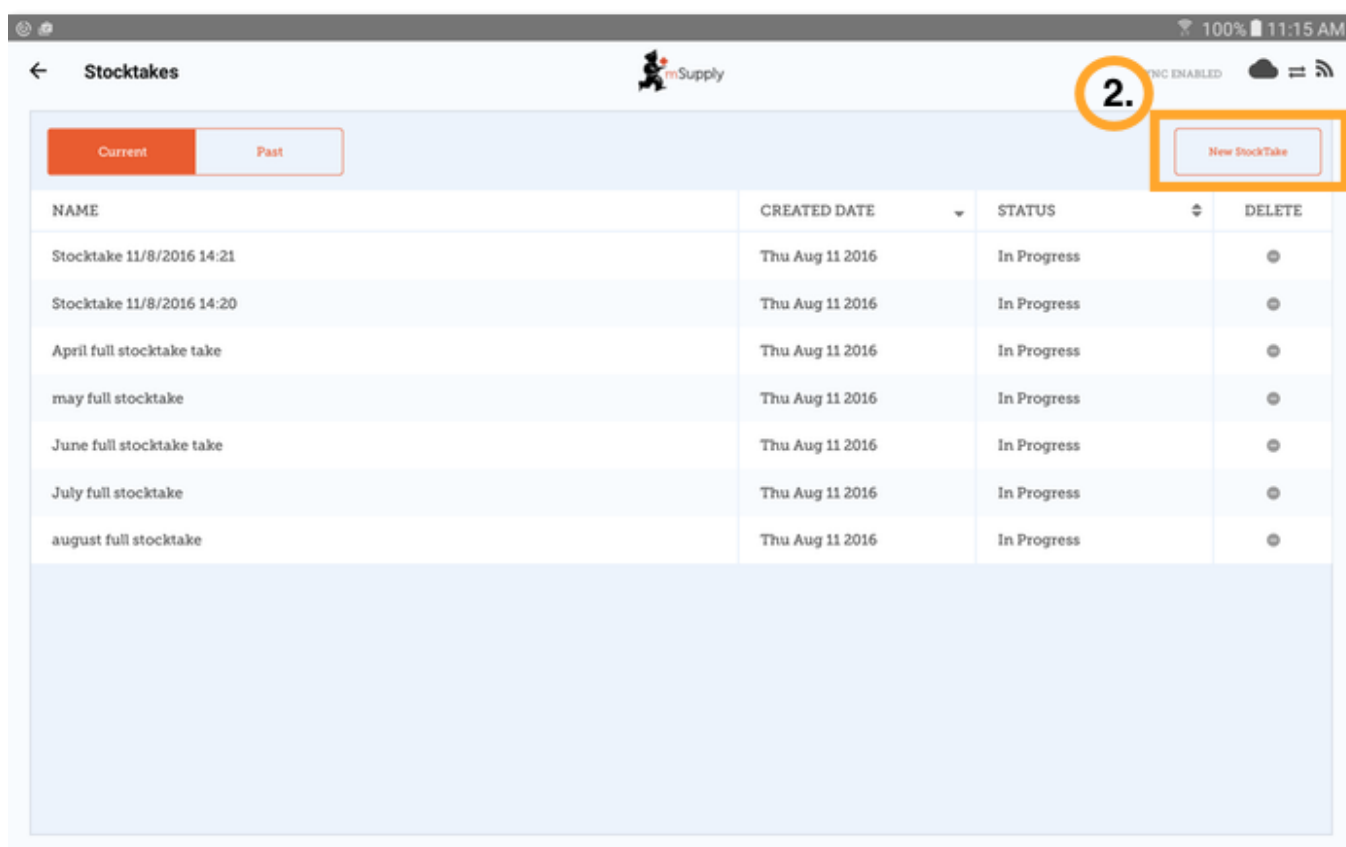 100% 11:15 AM
Stocktakes
mSupply
NC ENABLED
2.
Current
Past
New StockTake
NAME
CREATED DATE
STATUS
DELETE
Stocktake 11/8/2016 14:21
Thu Aug 11 2016
In Progress
Stocktake 11/8/2016 14:20
Thu Aug 11 2016
In Progress
April full stocktake take
Thu Aug 11 2016
In Progress
may full stocktake
Thu Aug 11 2016
In Progress
June full stocktake take
Thu Aug 11 2016
In Progress
July full stocktake
Thu Aug 11 2016
In Progress
august full stocktake
Thu Aug 11 2016
In Progress